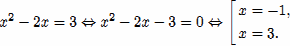 x² − 2x = 3 ⇔ x² − 2x − 3 = 0 ⇔ [ x = −1,
x = 3.